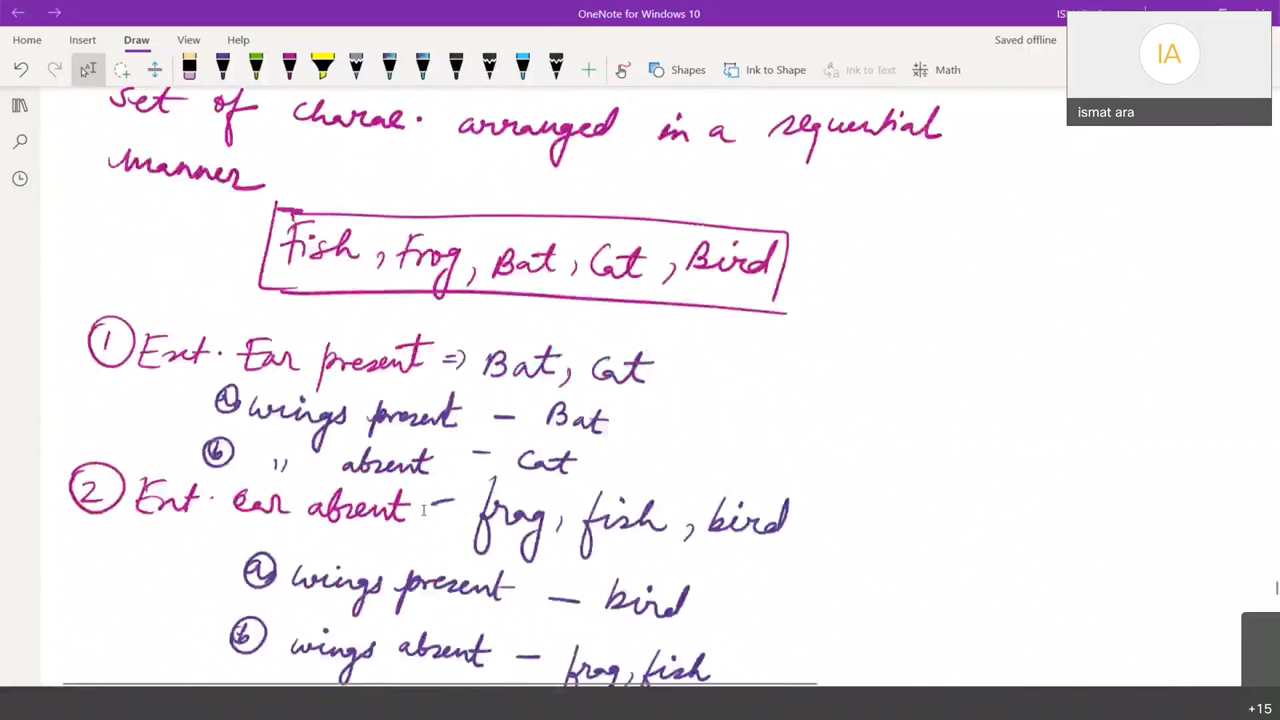 OneNote for Windows 10
Home Insert Draw View Help
Saved offline
Shapes Ink to Shape Ink to Text Math
IA
ismat ara
Set of charac. arranged in a sequential
manner
Fish, Frog, Bat, Cat, Bird
1 Ext. Ear present => Bat, Cat
a wings present - Bat
b " absent - Cat
2 Ext. ear absent - frog, fish, bird
a wings present - bird
b wings absent - frog, fish
+15